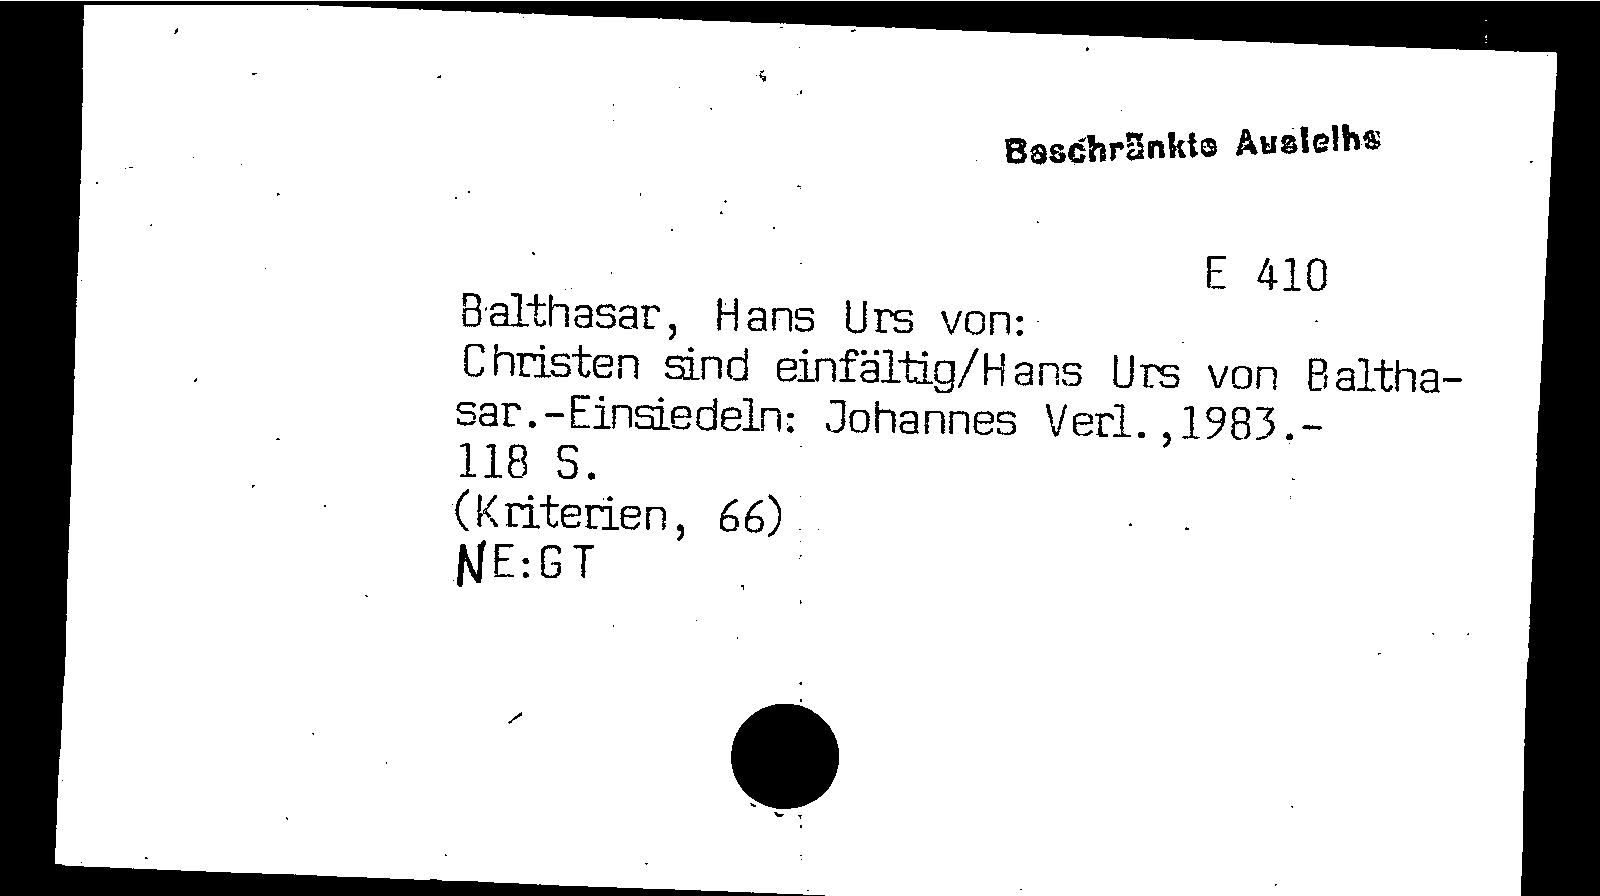 Beschränkte Ausleihe
E 410
Balthasar, Hans Urs von:
Christen sind einfältig/Hans Urs von Baltha-
sar.-Einsiedeln: Johannes Verl.,1983.-
118 S.
(Kriterien, 66)
NE:GT